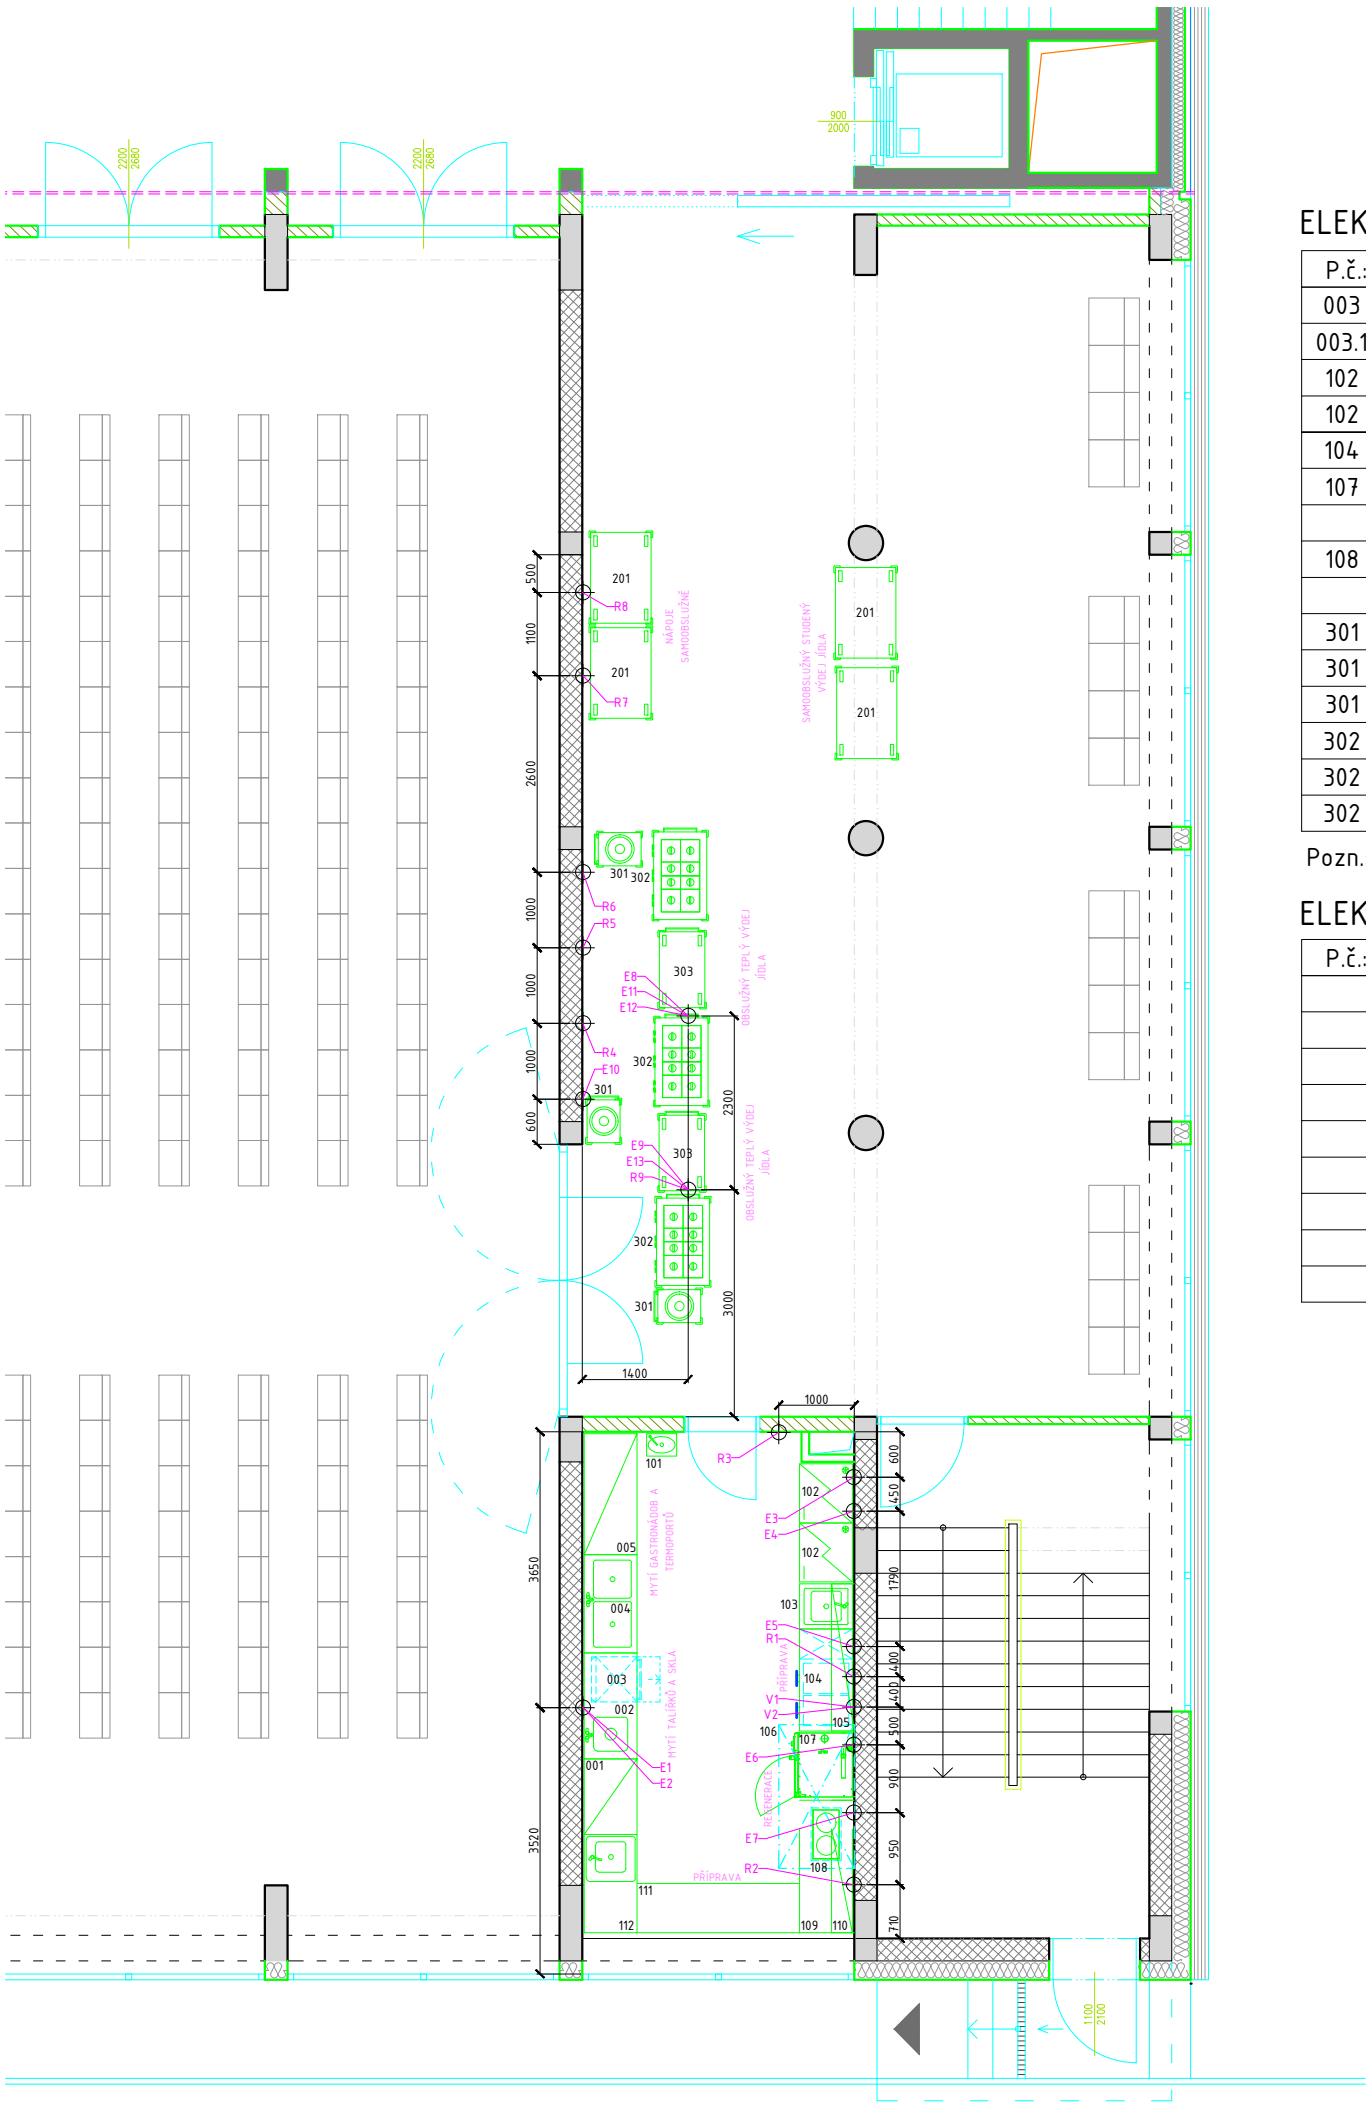 900
2000
2200
2680
2200
2680
ELEK
P.č.:
003
003.1
102
102
104
107
108
301
301
301
302
302
302
Pozn.
ELEK
P.č.:
500
1100
2600
1000
1000
1000
600
201
R8
201
R7
NÁPOJE
SAMOOBSLUŽNĚ
201
201
SAMOOBSLUŽNÝ STUDENÝ
VÝDEJ JÍDLA
301
302
R6
R5
303
E8
E11
E12
OBSLUŽNÝ TEPLÝ VÝDEJ
JÍDLA
302
R4
E10
301
2300
303
E9
E13
R9
OBSLUŽNÝ TEPLÝ VÝDEJ
JÍDLA
302
301
3000
1400
1000
R3
101
102
E3
E4
102
600
450
1790
400
400
500
900
950
710
3650
3520
005
MYTÍ GASTRONÁDOB A
TERMOPORTŮ
004
103
E5
R1
PŘÍPRAVA
003
002
MYTÍ TALÍŘKŮ A SKLA
104
V1
V2
105
106
107
E6
001
E1
E2
REGENERACE
E7
108
R2
PŘÍPRAVA
111
112
109
110
1100
2100